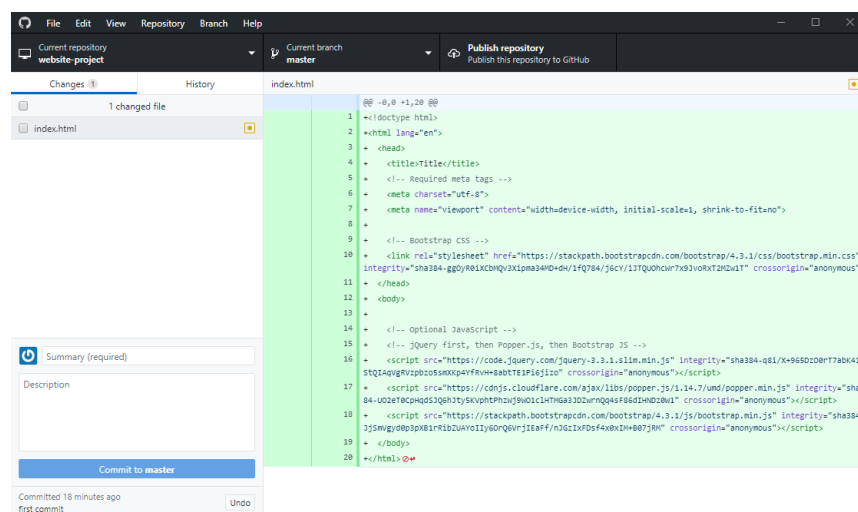 File Edit View Repository Branch Help
Current repository
website-project
Current branch
master
Publish repository
Publish this repository to GitHub
Changes 1
History
1 changed file
index.html
index.html
@@ -0,0 +1,20 @@
1 +<!doctype html>
2 +<html lang="en">
3 + <head>
4 + <title>Title</title>
5 + <!-- Required meta tags -->
6 + <meta charset="utf-8">
7 + <meta name="viewport" content="width=device-width, initial-scale=1, shrink-to-fit=no">
8 +
9 + <!-- Bootstrap CSS -->
10 + <link rel="stylesheet" href="https://stackpath.bootstrapcdn.com/bootstrap/4.3.1/css/bootstrap.min.css"
integrity="sha384-ggOyR0iXCbMQv3Xipma34MD+dH/1fQ784/j6cY/iJTQUOhcWr7x9JvoRxT2MZw1T" crossorigin="anonymous"
11 + </head>
12 + <body>
13 +
14 + <!-- Optional JavaScript -->
15 + <!-- jQuery first, then Popper.js, then Bootstrap JS -->
16 + <script src="https://code.jquery.com/jquery-3.3.1.slim.min.js" integrity="sha384-q8i/X+965DzO0rT7abK41
StQIAqVgRVzpbzo5smXKp4YfRvH+8abtTE1Pi6jizo" crossorigin="anonymous"></script>
17 + <script src="https://cdnjs.cloudflare.com/ajax/libs/popper.js/1.14.7/umd/popper.min.js" integrity="sha
84-UO2eT0CpHqdSJQ6hJty5KVphtPhzWj9WO1clHTMGa3JDZwrnQq4sF86dIHNDz0W1" crossorigin="anonymous"></script>
18 + <script src="https://stackpath.bootstrapcdn.com/bootstrap/4.3.1/js/bootstrap.min.js" integrity="sha384
JjSmVgyd0p3pXB1rRibZUAYoIIy6OrQ6VrjIEaFf/nJGzIxFDsf4x0xIM+B07jRM" crossorigin="anonymous"></script>
19 + </body>
20 +</html>
Summary (required)
Description
Commit to master
Committed 18 minutes ago
first commit
Undo